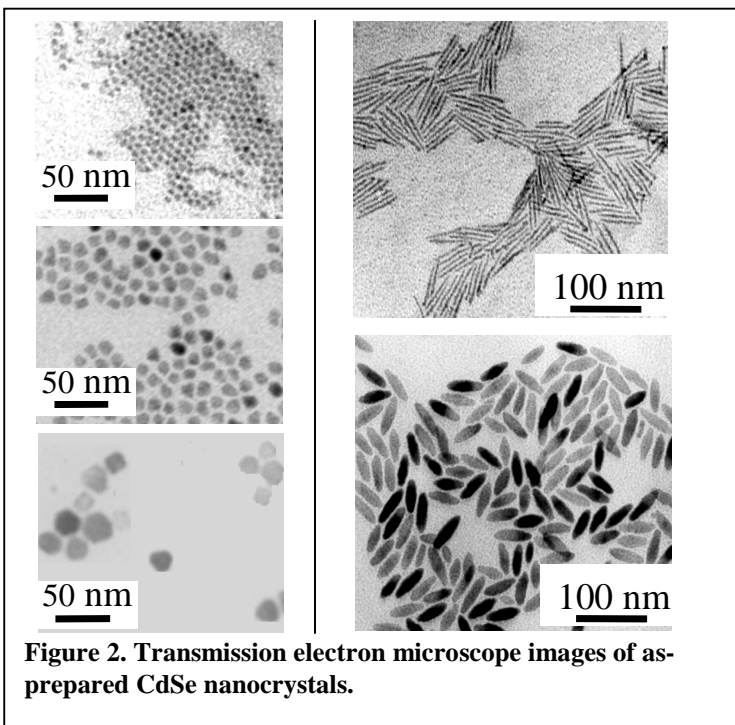 50 nm
50 nm
50 nm
100 nm
100 nm
Figure 2. Transmission electron microscope images of as-
prepared CdSe nanocrystals.